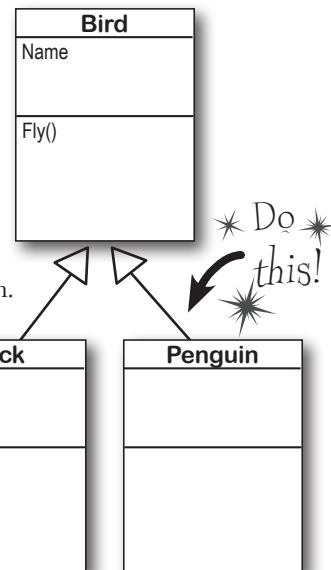 Bird
Name
Fly()
Do
this!
n.
ck
Penguin